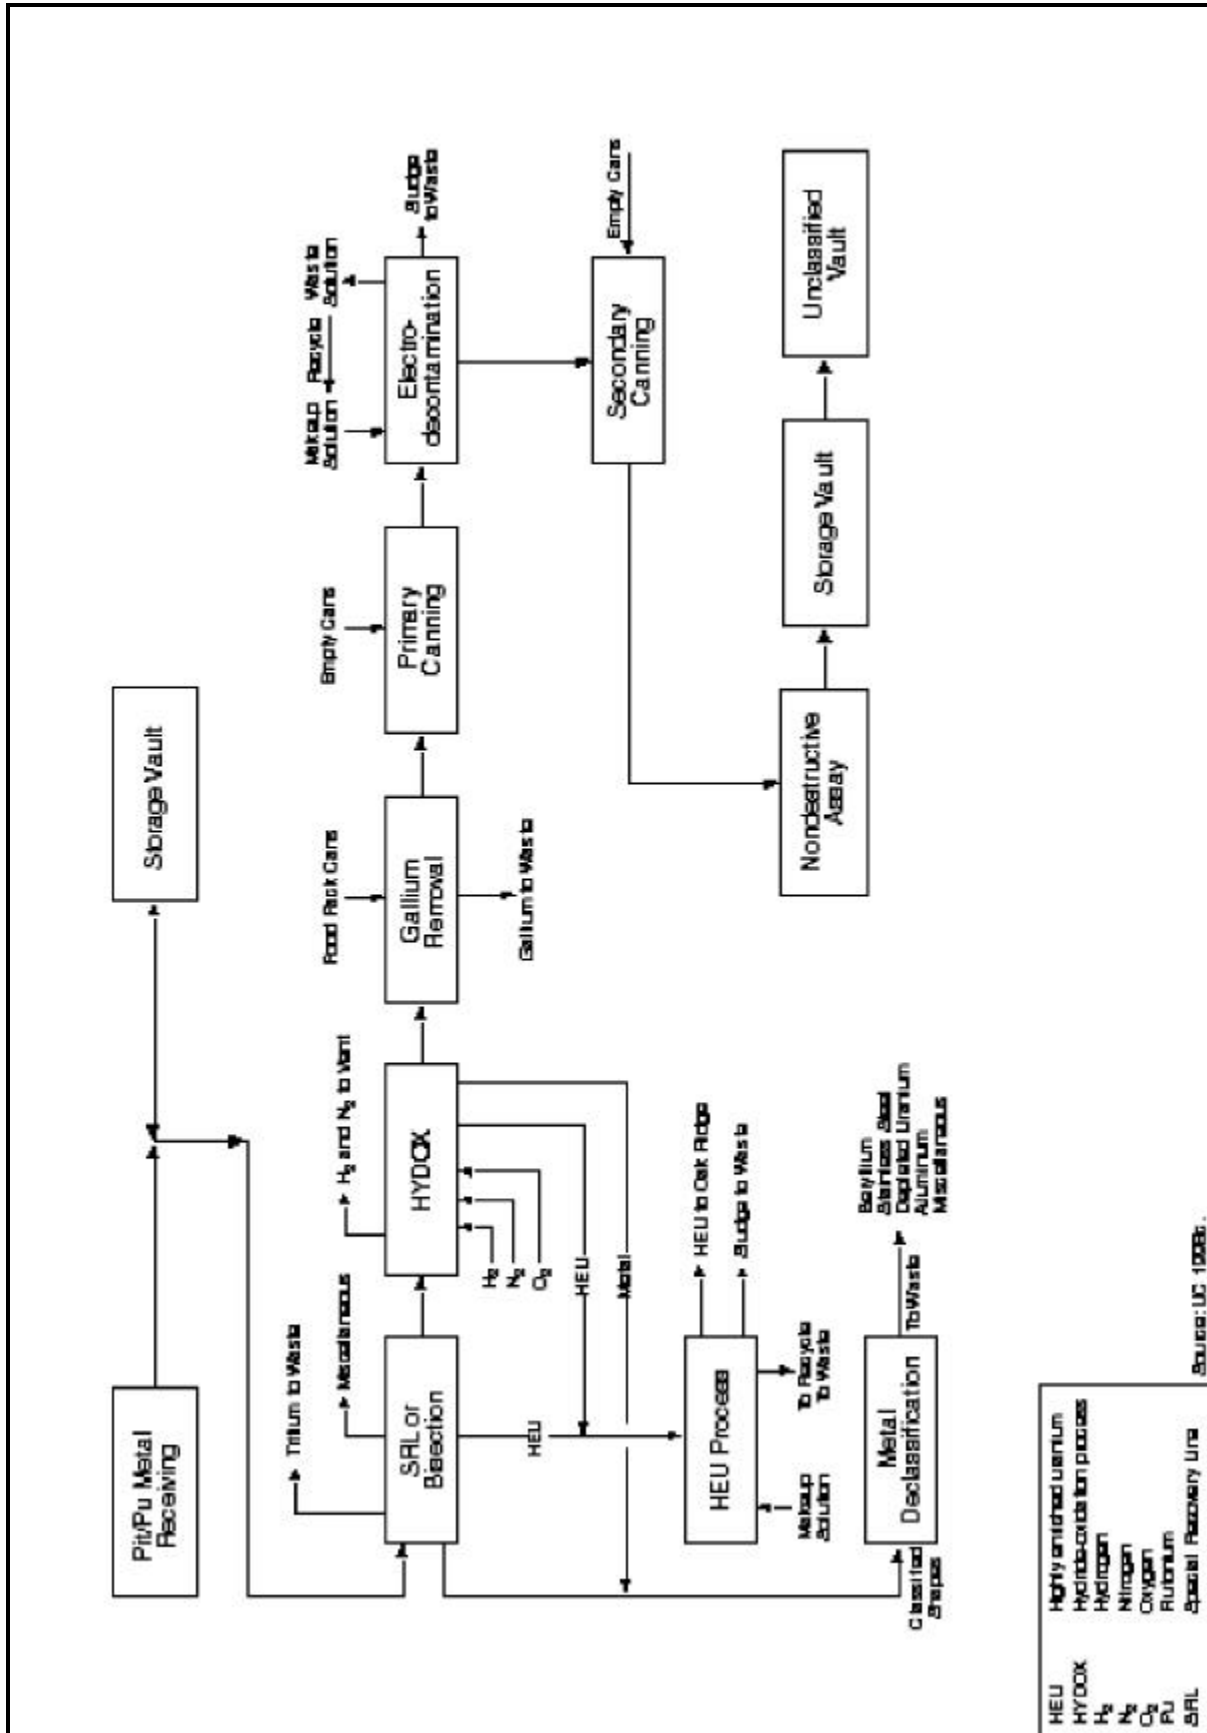 Pit/Pu Metal
Receiving
Storage Vault
Tritium to Waste
Miscellaneous
H₂ and N₂ to Vent
Food Pack Cans
Empty Cans
Makeup
Solution
Recycle
Waste
Solution
Sludge
to Waste
SRL or
Bisection
HYDOX
Gallium
Removal
Primary
Canning
Electro-
decontamination
H₂
N₂
O₂
Gallium to Waste
HEU
HEU
Metal
Empty Cans
Secondary
Canning
HEU Process
HEU to Oak Ridge
Sludge to Waste
Makeup
Solution
To Recycle
To Waste
Nondestructive
Assay
Storage Vault
Unclassified
Vault
Classified
Shapes
Metal
Declassification
To Waste
Beryllium
Stainless Steel
Depleted Uranium
Aluminum
Miscellaneous
HEU Highly enriched uranium
HYDOX Hydride-oxidation process
H₂ Hydrogen
N₂ Nitrogen
O₂ Oxygen
Pu Plutonium
SRL Special Recovery Line
Source: UC